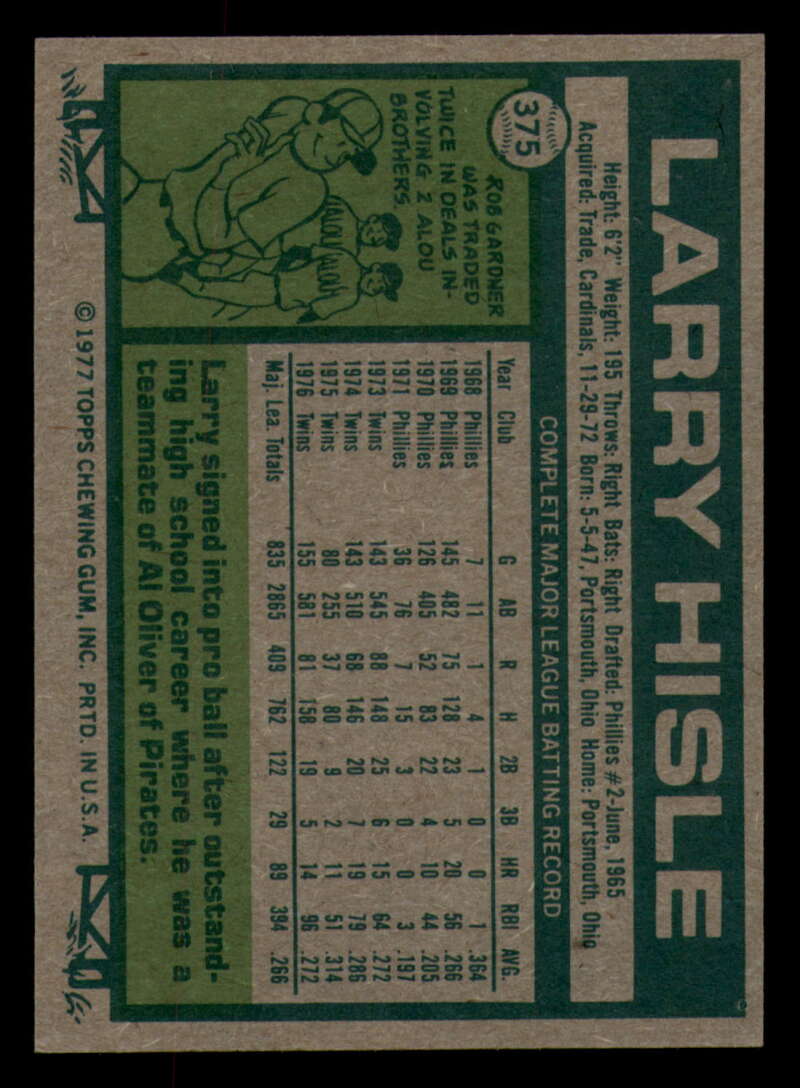 LARRY HISLE
375
Height: 6'2" Weight: 195 Throws: Right Bats: Right Drafted: Phillies #2-June, 1965
Acquired: Trade, Cardinals, 11-29-72 Born: 5-5-47, Portsmouth, Ohio Home: Portsmouth, Ohio
COMPLETE MAJOR LEAGUE BATTING RECORD
Year Club G AB R H 2B 3B HR RBI AVG.
1968 Phillies 7 11 1 4 1 0 0 1 .364
1969 Phillies 145 482 75 128 23 5 20 56 .266
1970 Phillies 126 405 52 83 22 4 10 44 .205
1971 Phillies 36 76 7 15 3 0 0 3 .197
1973 Twins 143 545 88 148 25 6 15 64 .272
1974 Twins 143 510 68 146 20 7 19 79 .286
1975 Twins 80 255 37 80 9 2 11 51 .314
1976 Twins 155 581 81 158 19 5 14 96 .272
Maj. Lea. Totals 835 2865 409 762 122 29 89 394 .266
ROB GARDNER
WAS TRADED
TWICE IN DEALS IN-
VOLVING 2 ALOU
BROTHERS
ALOU ALOU
Larry signed into pro ball after outstand-
ing high school career where he was a
teammate of Al Oliver of Pirates.
© 1977 TOPPS CHEWING GUM, INC. PRTD. IN U.S.A.